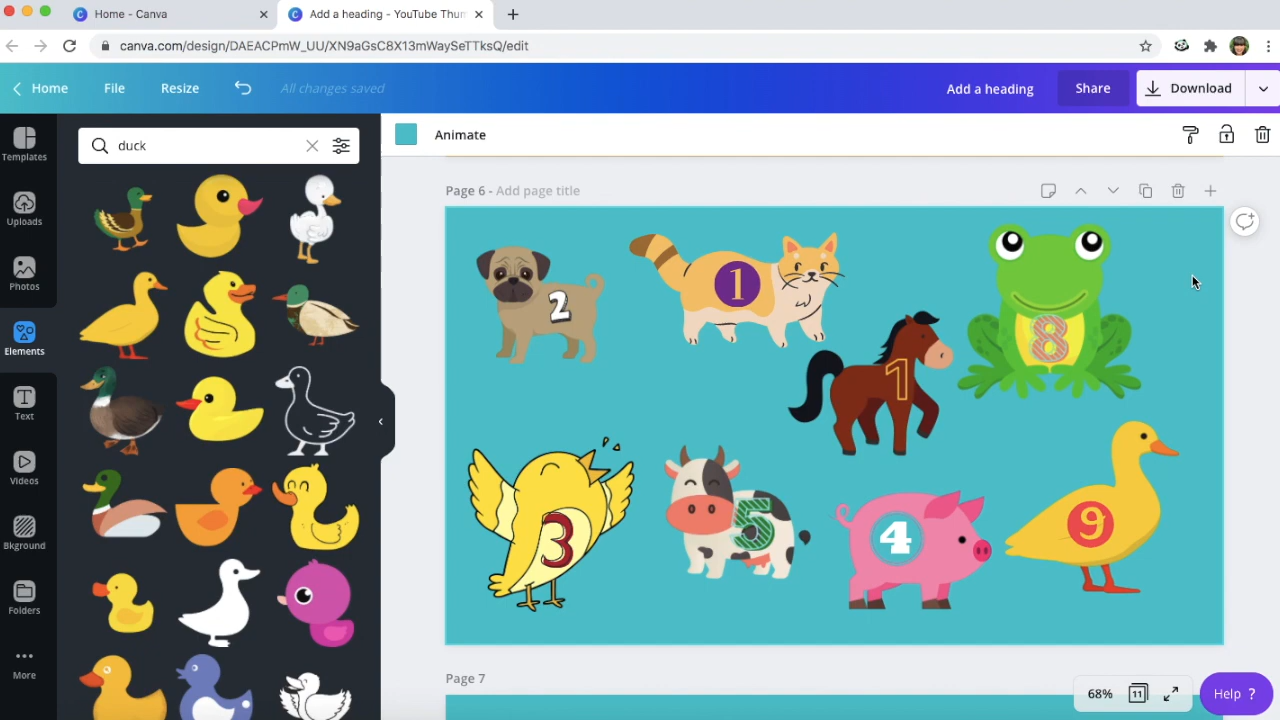 Home - Canva
Add a heading - YouTube Thum
canva.com/design/DAEACPmW_UU/XN9aGsC8X13mWaySeTTksQ/edit
Home
File
Resize
All changes saved
Add a heading
Share
Download
Templates
Uploads
Photos
Elements
Text
Videos
Bkground
Folders
More
duck
Animate
Page 6 - Add page title
2
1
8
1
3
5
4
9
Page 7
68%
11
Help ?